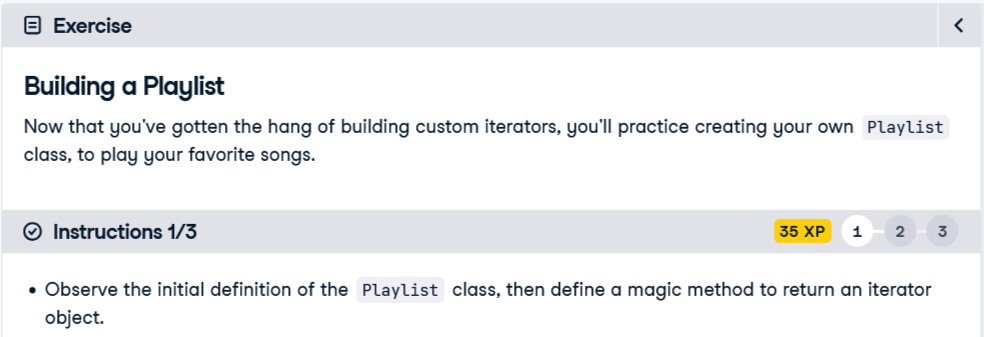 Exercise
Building a Playlist
Now that you've gotten the hang of building custom iterators, you'll practice creating your own Playlist
class, to play your favorite songs.
Instructions 1/3
35 XP 1 2 3
• Observe the initial definition of the Playlist class, then define a magic method to return an iterator
object.